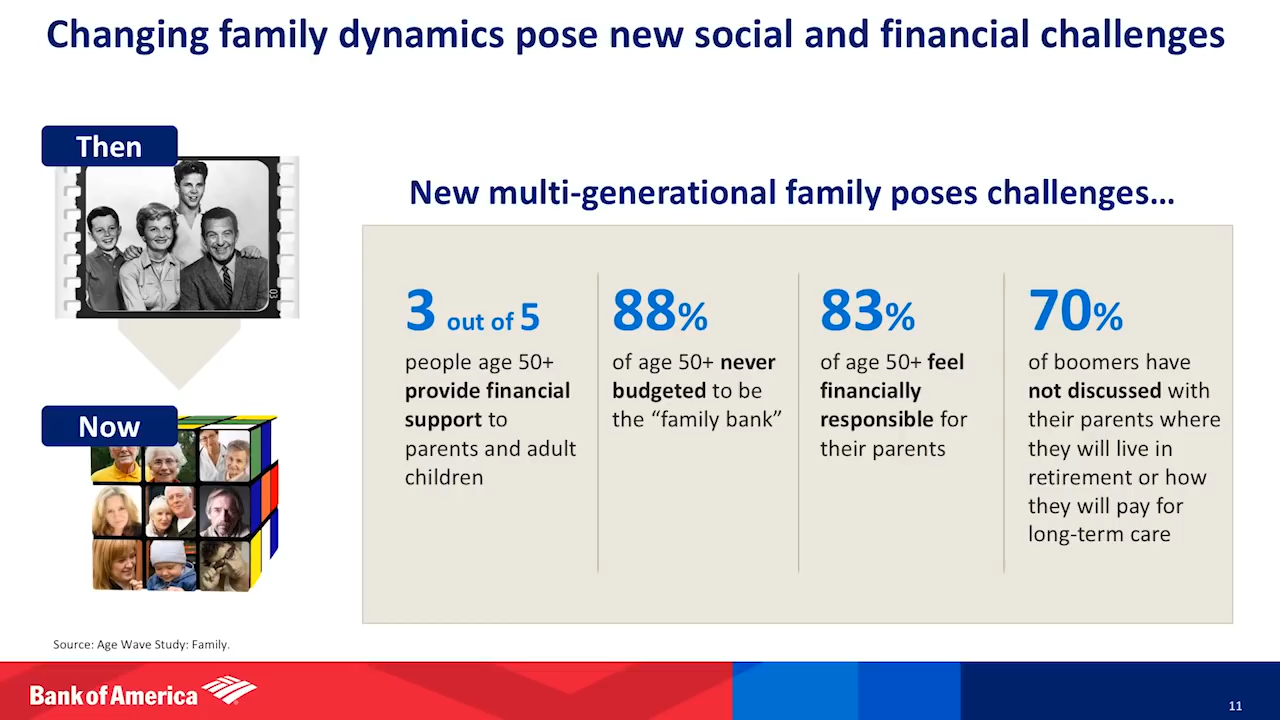 Changing family dynamics pose new social and financial challenges
Then
Now
New multi-generational family poses challenges…
3 out of 5
people age 50+
provide financial
support to
parents and adult
children
88%
of age 50+ never
budgeted to be
the “family bank”
83%
of age 50+ feel
financially
responsible for
their parents
70%
of boomers have
not discussed with
their parents where
they will live in
retirement or how
they will pay for
long-term care
Source: Age Wave Study: Family.
Bank of America
11